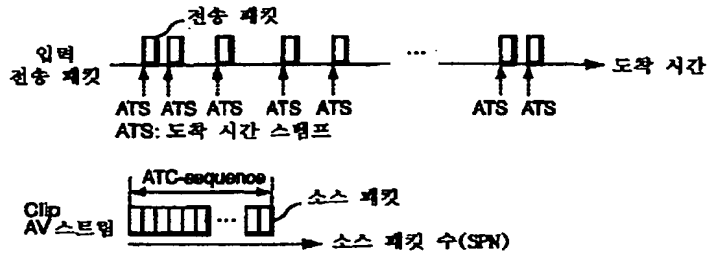 전송 패킷
입력
전송 패킷
...
도착 시간
ATS ATS ATS ATS ATS ATS ATS
ATS: 도착 시간 스탬프
ATC-sequence
소스 패킷
Clip
AV 스트림
...
소스 패킷 수(SPN)